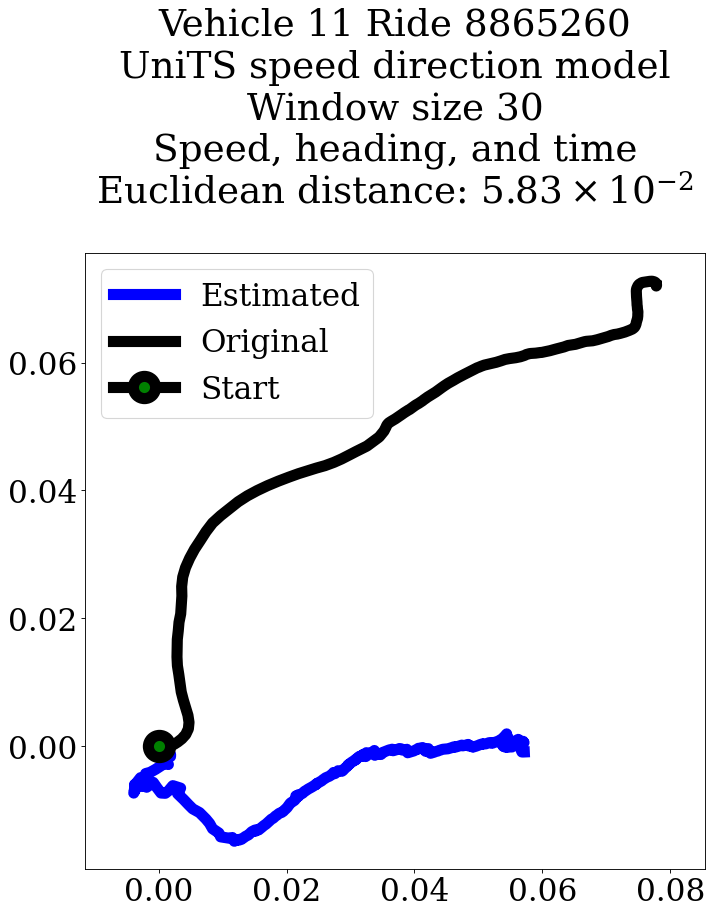 Vehicle 11 Ride 8865260
UniTS speed direction model
Window size 30
Speed, heading, and time
Euclidean distance: 5.83 × 10⁻²
Estimated
Original
Start
0.06
0.04
0.02
0.00
0.00 0.02 0.04 0.06 0.08